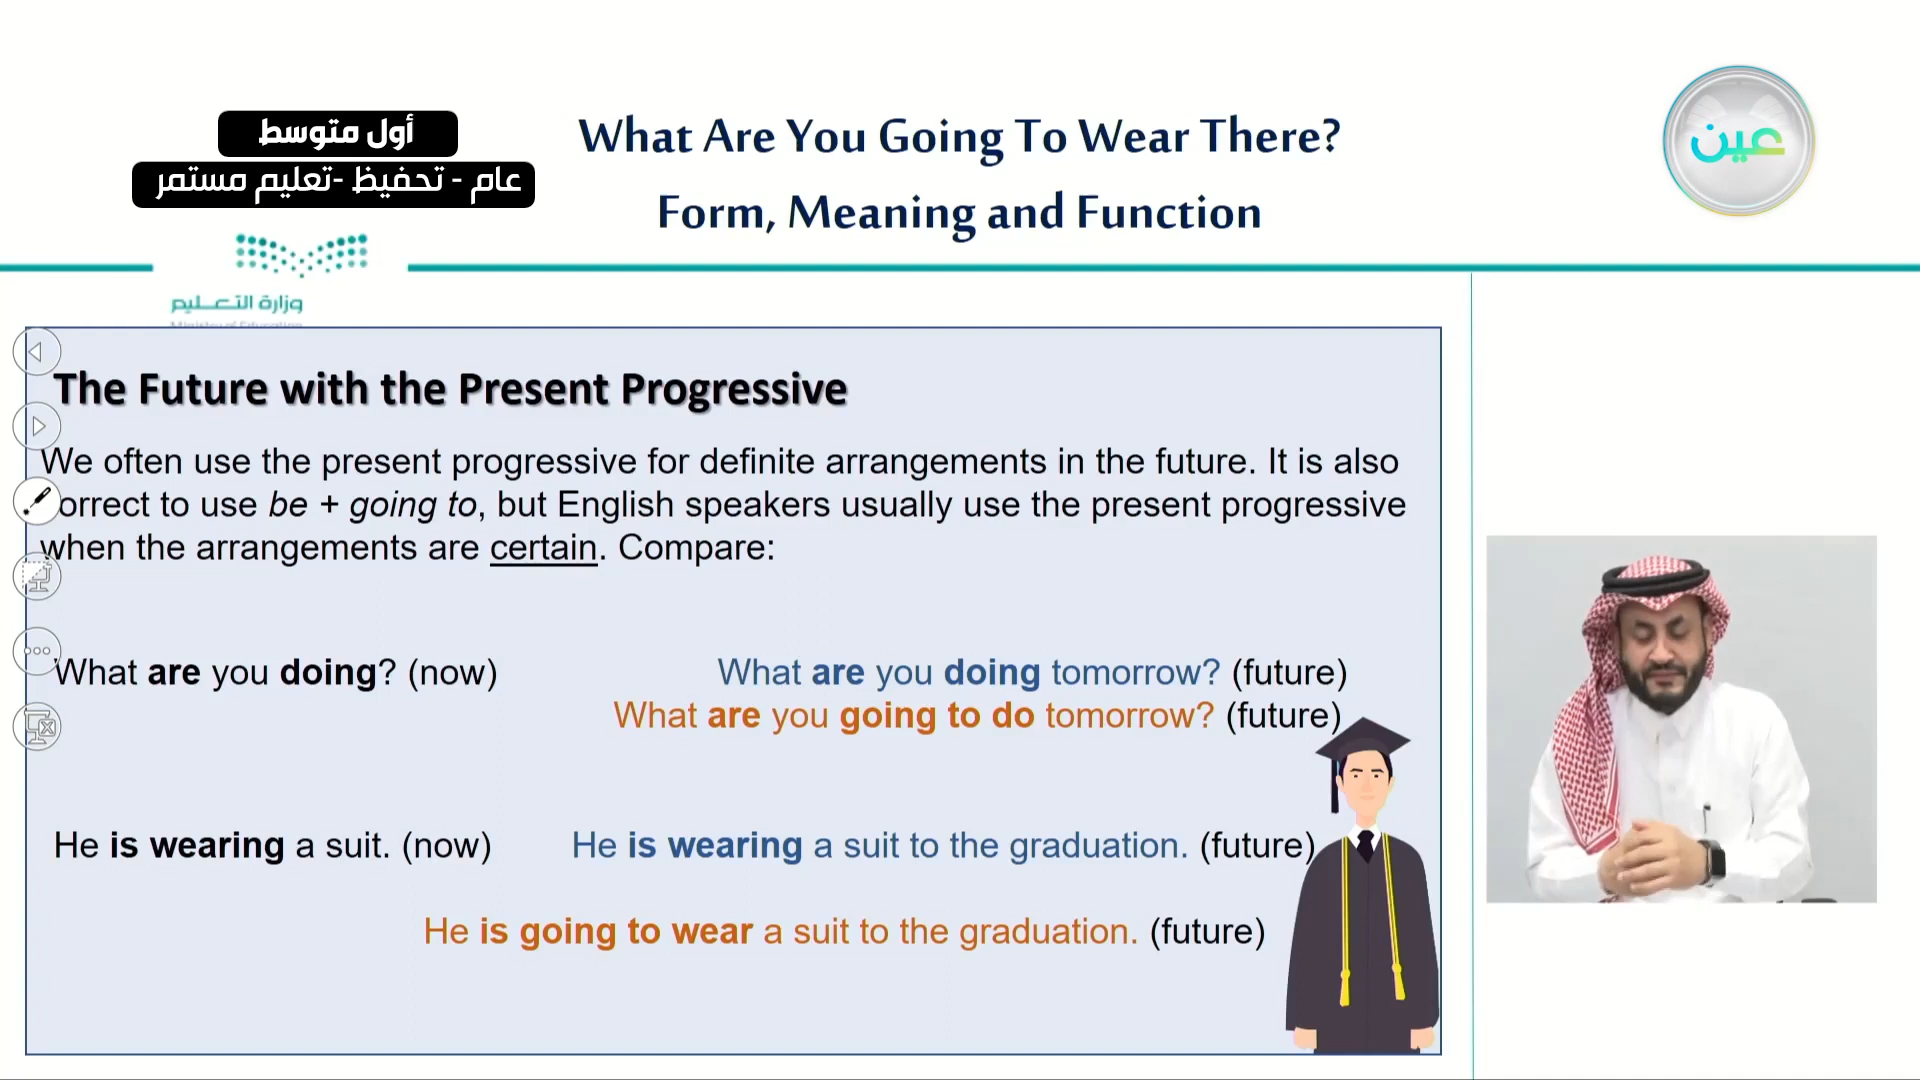 أول متوسط
عام - تحفيظ -تعليم مستمر
What Are You Going To Wear There?
Form, Meaning and Function
عين
وزارة التعليم
Ministry of Education
The Future with the Present Progressive
We often use the present progressive for definite arrangements in the future. It is also
orrect to use be + going to, but English speakers usually use the present progressive
when the arrangements are certain. Compare:
What are you doing? (now)
What are you doing tomorrow? (future)
What are you going to do tomorrow? (future)
He is wearing a suit. (now)
He is wearing a suit to the graduation. (future)
He is going to wear a suit to the graduation. (future)